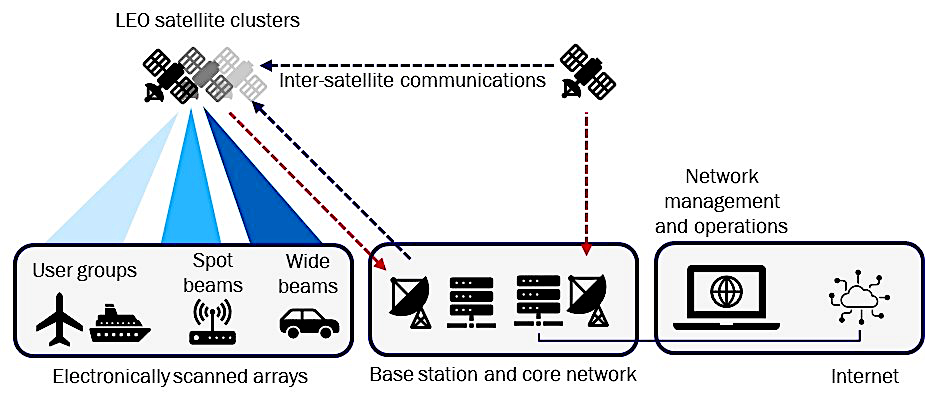 LEO satellite clusters
Inter-satellite communications
Network
management
and operations
User groups
Spot
beams
Wide
beams
Electronically scanned arrays
Base station and core network
Internet